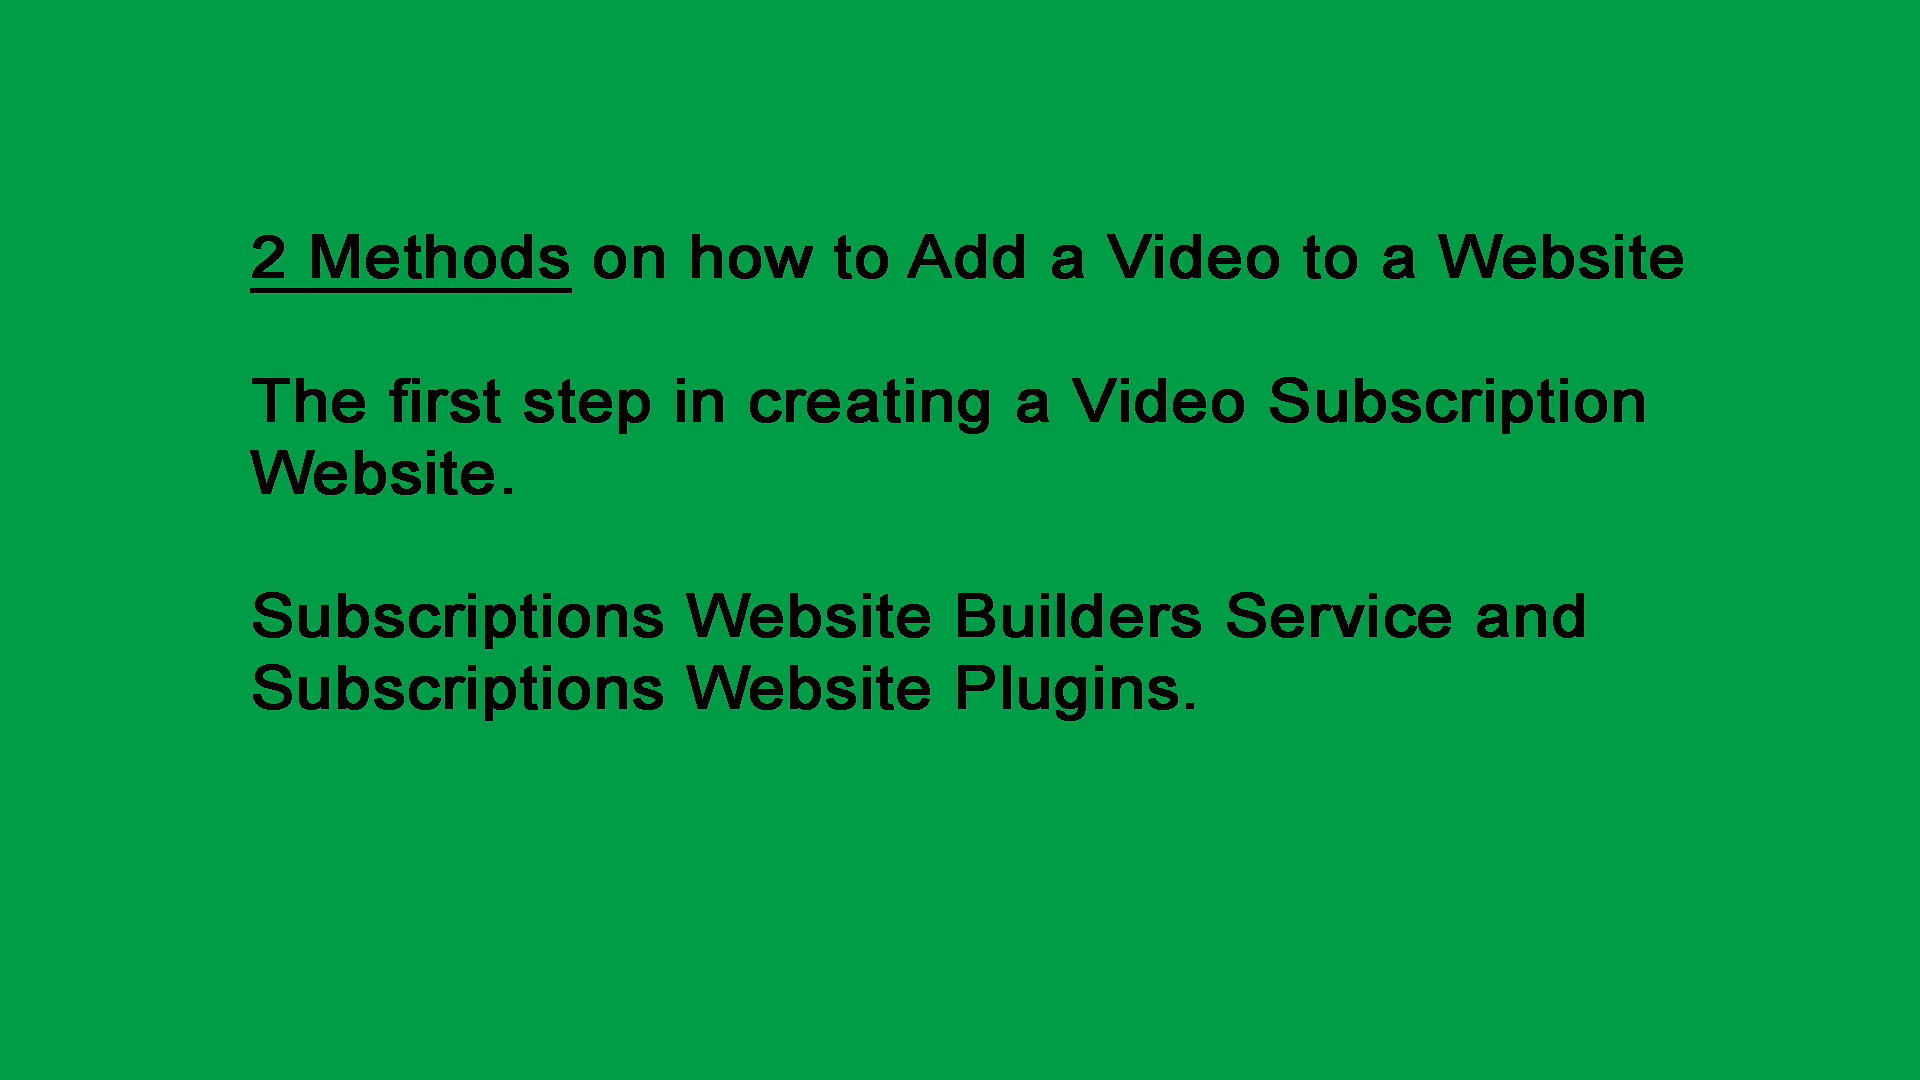 2 Methods on how to Add a Video to a Website
The first step in creating a Video Subscription
Website.
Subscriptions Website Builders Service and
Subscriptions Website Plugins.